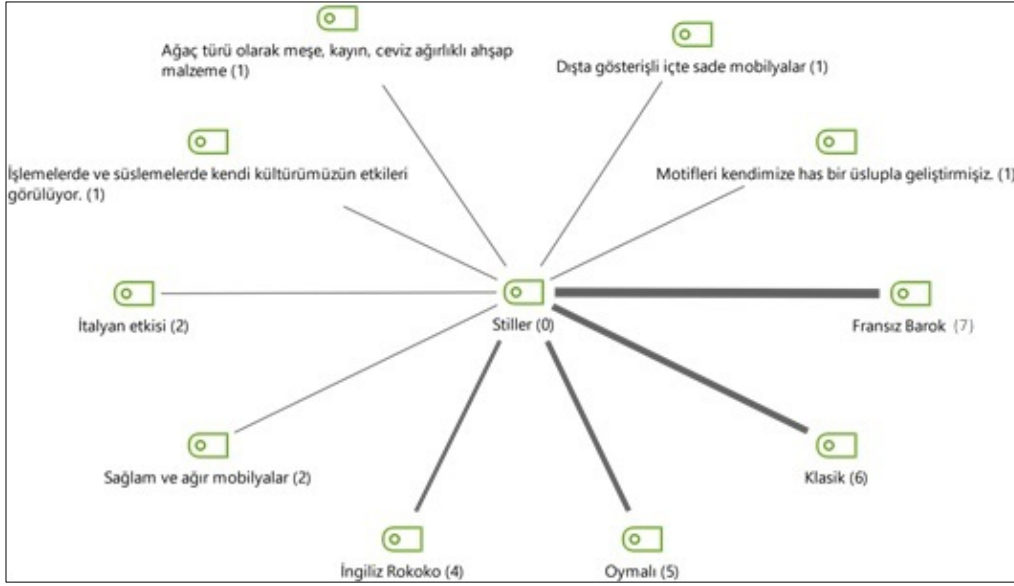 Ağaç türü olarak meşe, kayın, ceviz ağırlıklı ahşap
malzeme (1)
Dışta gösterişli içte sade mobilyalar (1)
İşlemelerde ve süslemelerde kendi kültürümüzün etkileri
görülüyor. (1)
Motifleri kendimize has bir üslupla geliştirmişiz. (1)
İtalyan etkisi (2)
Stiller (0)
Fransız Barok (7)
Sağlam ve ağır mobilyalar (2)
Klasik (6)
İngiliz Rokoko (4)
Oymalı (5)